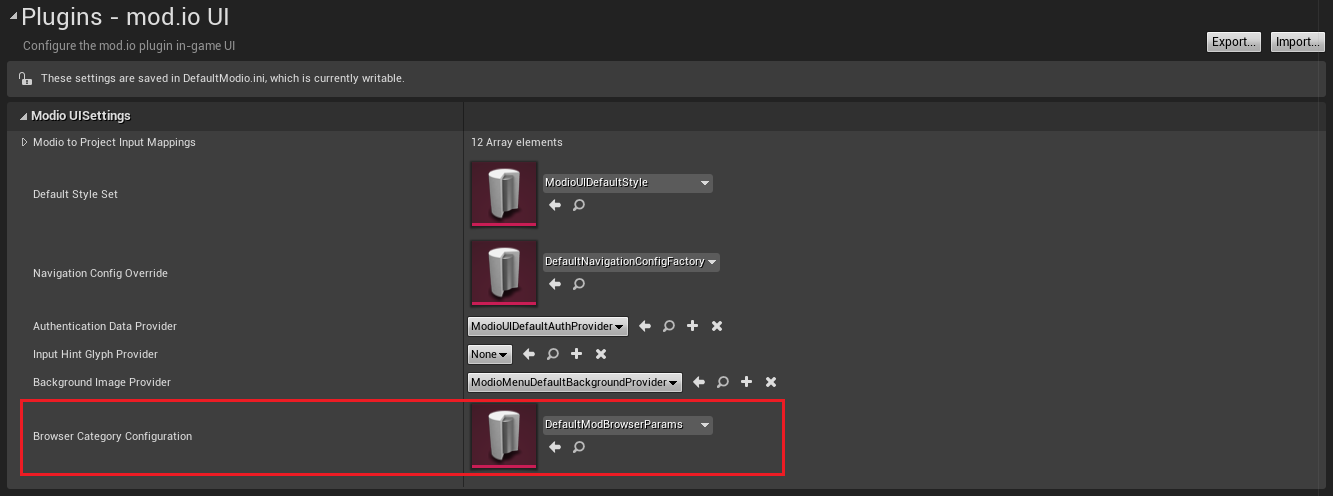 Plugins - mod.io UI
Configure the mod.io plugin in-game UI
Export...
Import...
These settings are saved in DefaultModio.ini, which is currently writable.
Modio UISettings
Modio to Project Input Mappings
12 Array elements
Default Style Set
ModioUIDefaultStyle
Navigation Config Override
DefaultNavigationConfigFactory
Authentication Data Provider
ModioUIDefaultAuthProvider
Input Hint Glyph Provider
None
Background Image Provider
ModioMenuDefaultBackgroundProvider
Browser Category Configuration
DefaultModBrowserParams